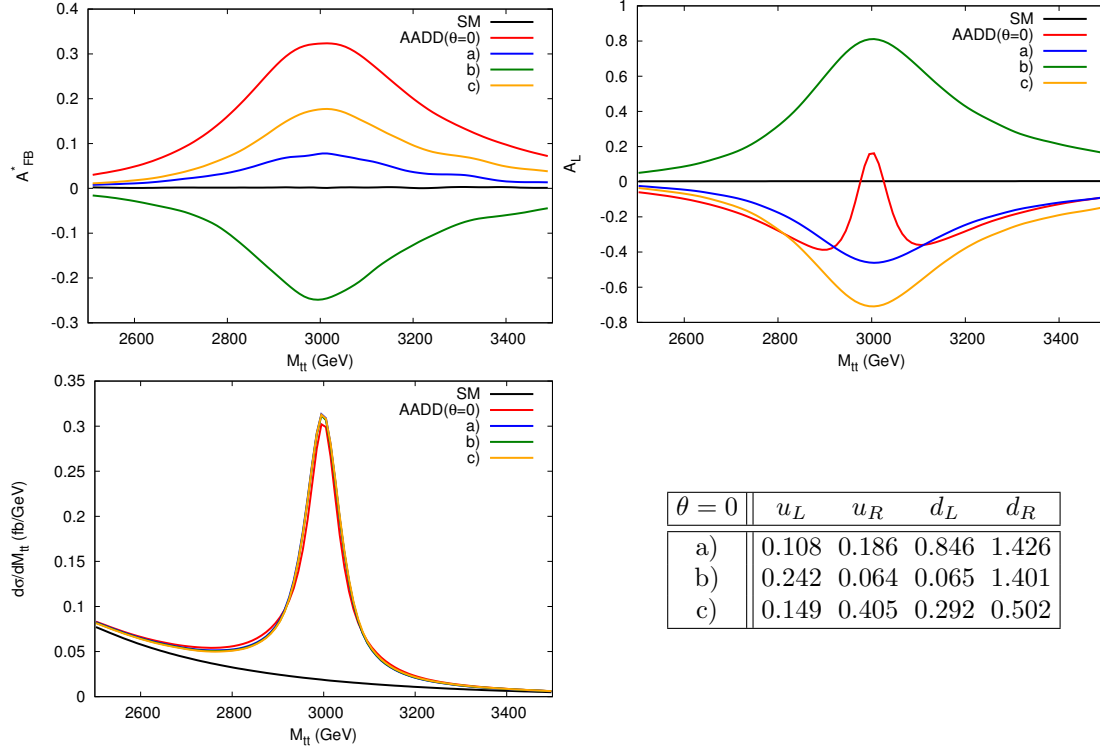 0.4
0.3
0.2
0.1
0
-0.1
-0.2
-0.3
2600 2800 3000 3200 3400
A*FB
Mtt (GeV)
SM
AADD(θ=0)
a)
b)
c)
1
0.8
0.6
0.4
0.2
0
-0.2
-0.4
-0.6
-0.8
2600 2800 3000 3200 3400
AL
Mtt (GeV)
SM
AADD(θ=0)
a)
b)
c)
0.35
0.3
0.25
0.2
0.15
0.1
0.05
0
2600 2800 3000 3200 3400
dσ/dMtt (fb/GeV)
Mtt (GeV)
SM
AADD(θ=0)
a)
b)
c)
θ = 0 uL uR dL dR
a) 0.108 0.186 0.846 1.426
b) 0.242 0.064 0.065 1.401
c) 0.149 0.405 0.292 0.502